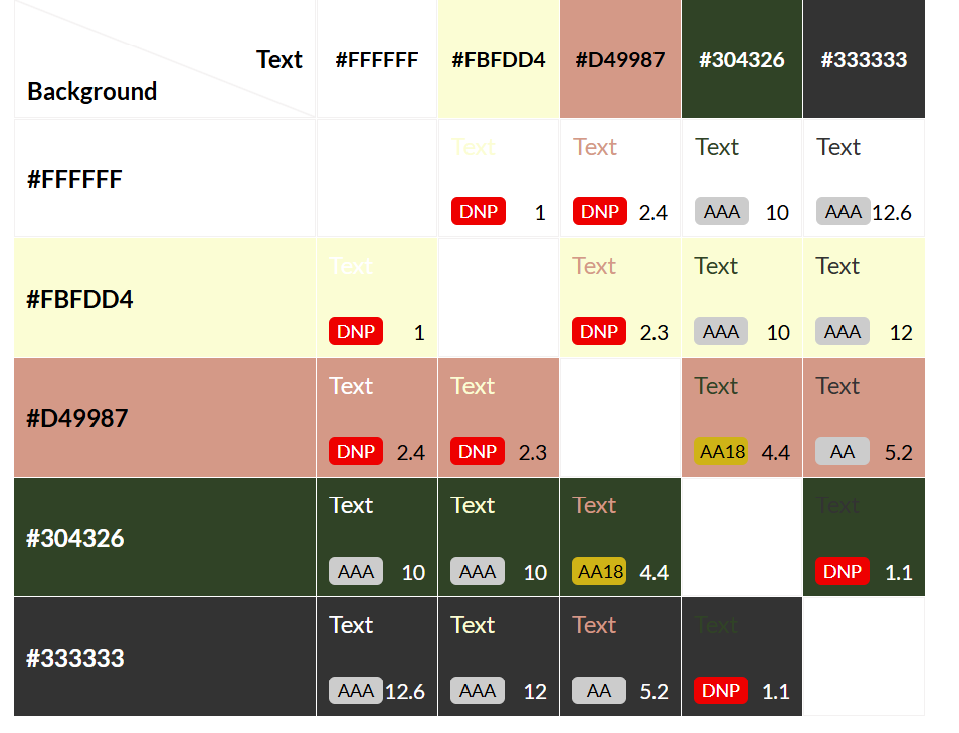 Text
Background
#FFFFFF #FBFDD4 #D49987 #304326 #333333
#FFFFFF
Text Text Text Text
DNP 1 DNP 2.4 AAA 10 AAA 12.6
#FBFDD4
Text Text Text Text
DNP 1 DNP 2.3 AAA 10 AAA 12
#D49987
Text Text Text Text
DNP 2.4 DNP 2.3 AA18 4.4 AA 5.2
#304326
Text Text Text Text
AAA 10 AAA 10 AA18 4.4 DNP 1.1
#333333
Text Text Text Text
AAA 12.6 AAA 12 AA 5.2 DNP 1.1